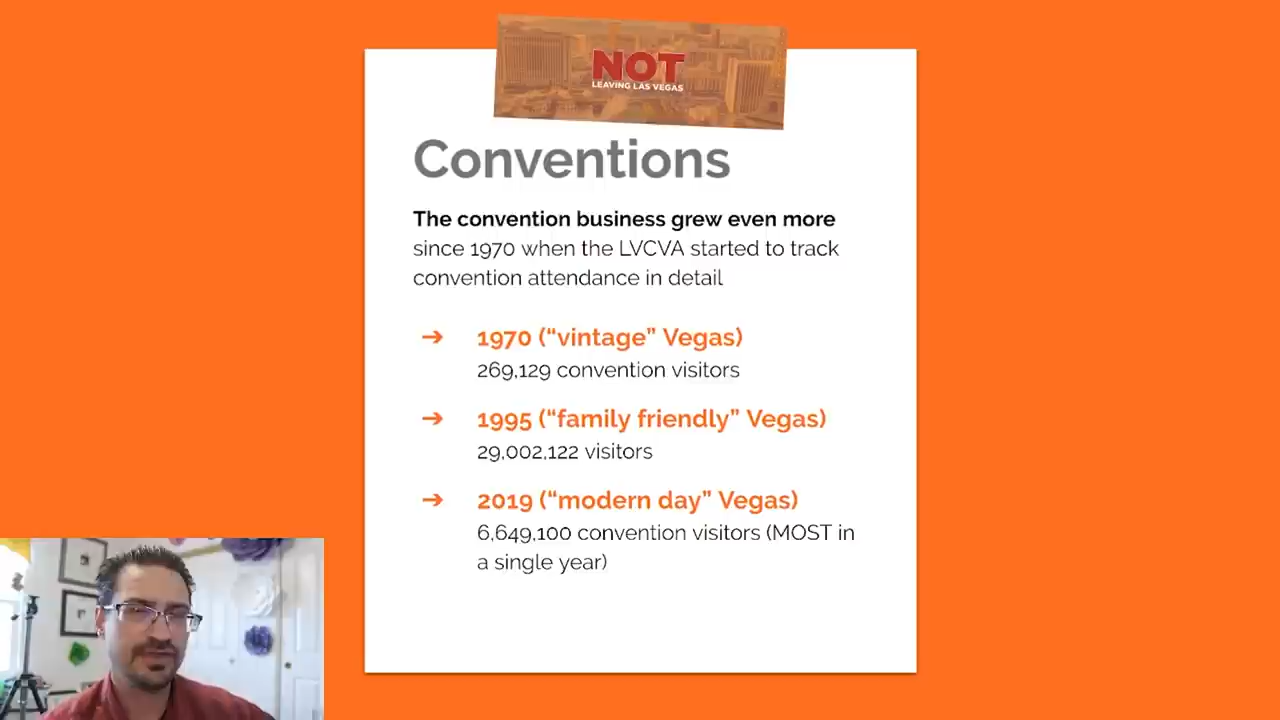 NOT
LEAVING LAS VEGAS
Conventions
The convention business grew even more
since 1970 when the LVCVA started to track
convention attendance in detail
➔ 1970 (“vintage” Vegas)
269,129 convention visitors
➔ 1995 (“family friendly” Vegas)
29,002,122 visitors
➔ 2019 (“modern day” Vegas)
6,649,100 convention visitors (MOST in
a single year)